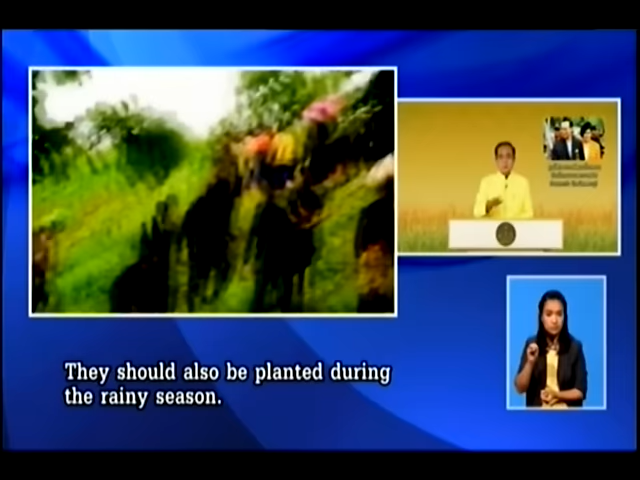 They should also be planted during
the rainy season.